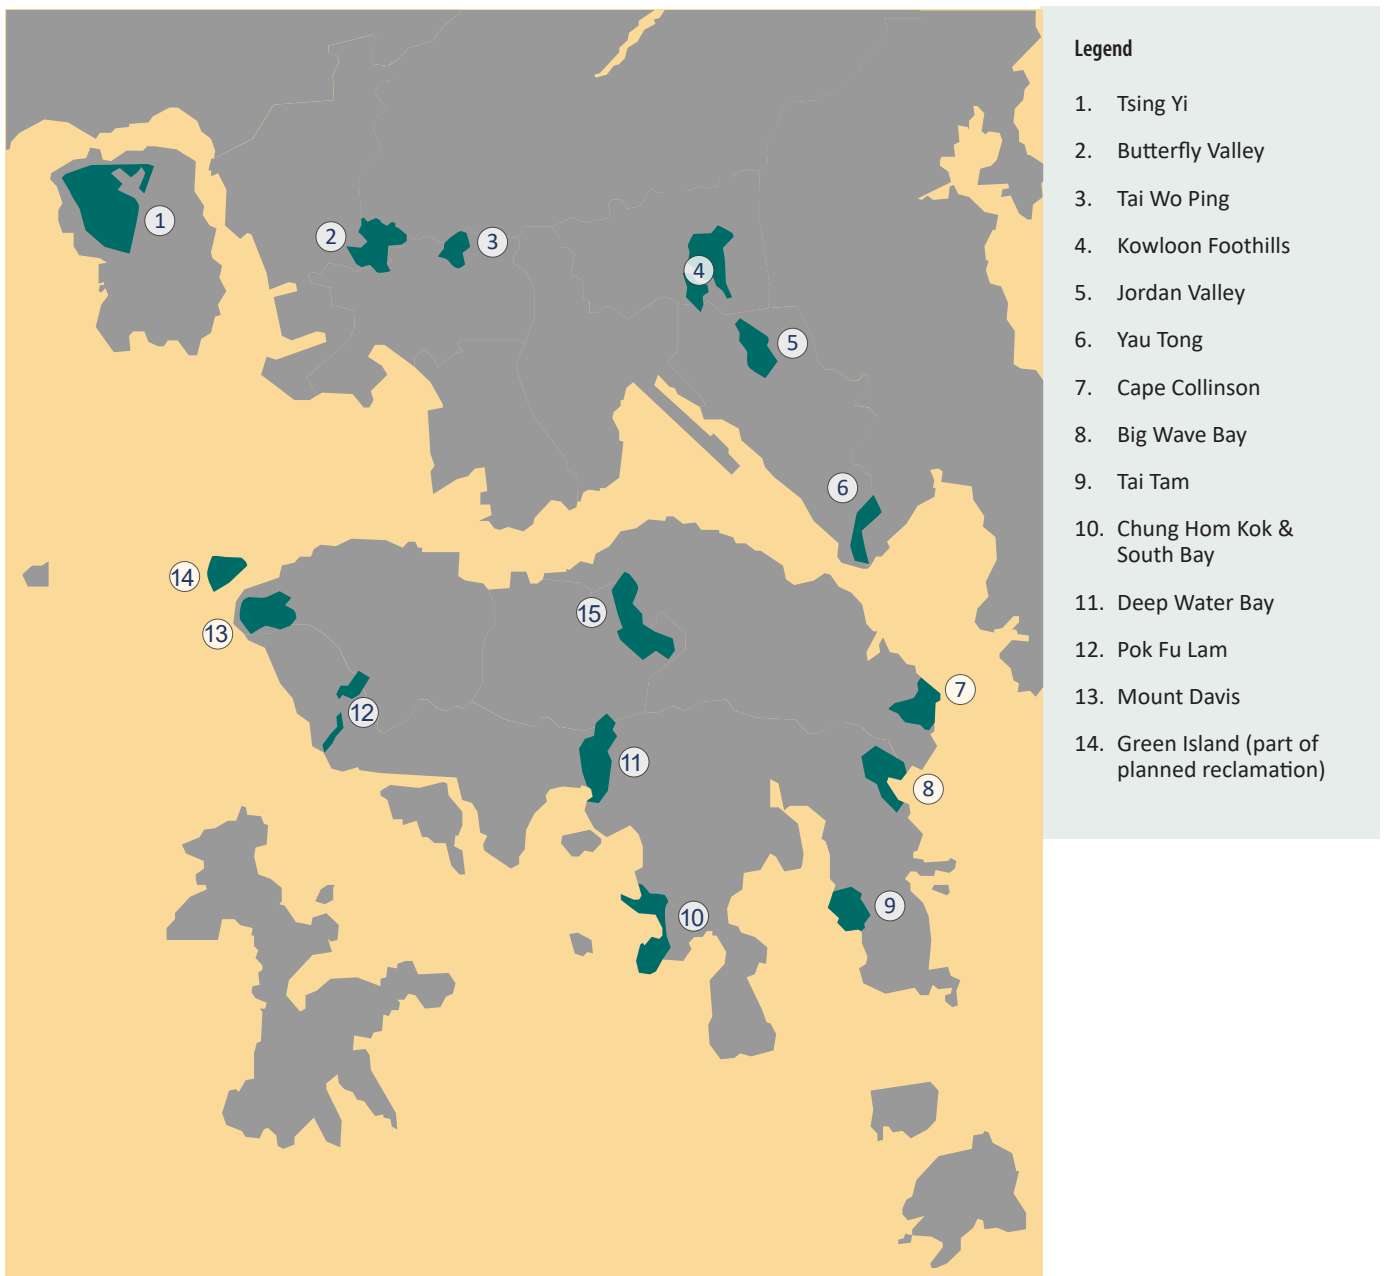 Legend
1. Tsing Yi
2. Butterfly Valley
3. Tai Wo Ping
4. Kowloon Foothills
5. Jordan Valley
6. Yau Tong
7. Cape Collinson
8. Big Wave Bay
9. Tai Tam
10. Chung Hom Kok &
South Bay
11. Deep Water Bay
12. Pok Fu Lam
13. Mount Davis
14. Green Island (part of
planned reclamation)
1
2
3
4
5
6
14
15
13
7
12
11
8
9
10